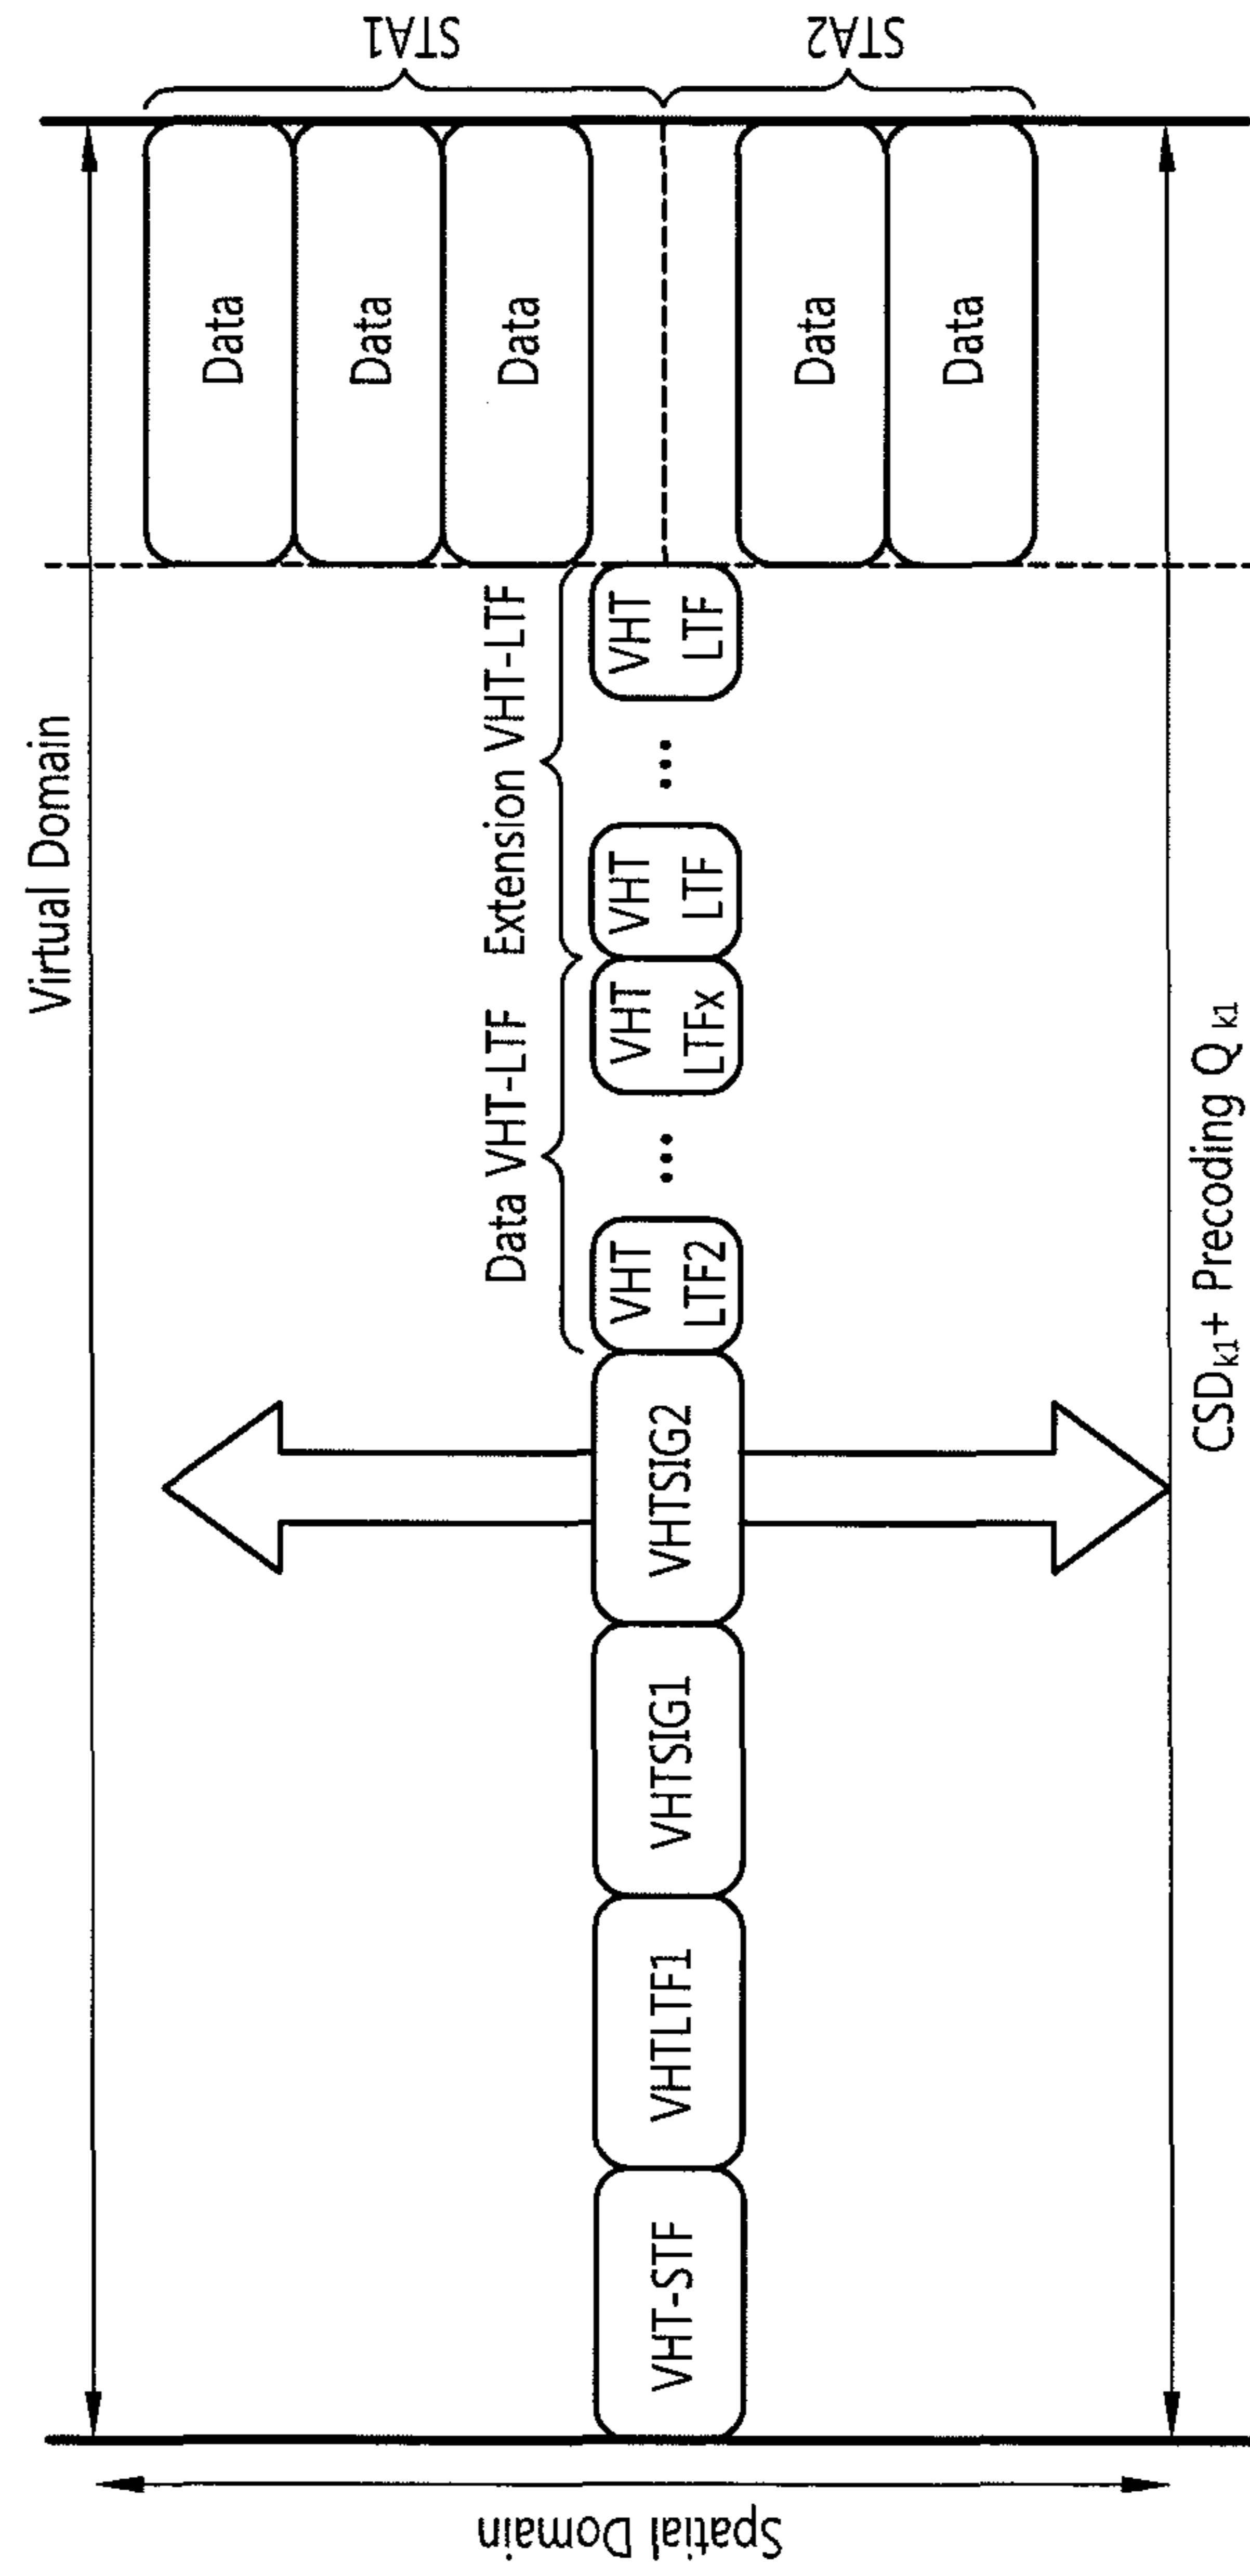 Virtual Domain
Spatial Domain
VHT-STF
VHTLTF1
VHTSIG1
VHTSIG2
Data VHT-LTF
VHT
LTF2
...
VHT
LTFx
Extension VHT-LTF
VHT
LTF
...
VHT
LTF
Data
Data
Data
Data
Data
STA1
STA2
CSDk1+ Precoding Q k1